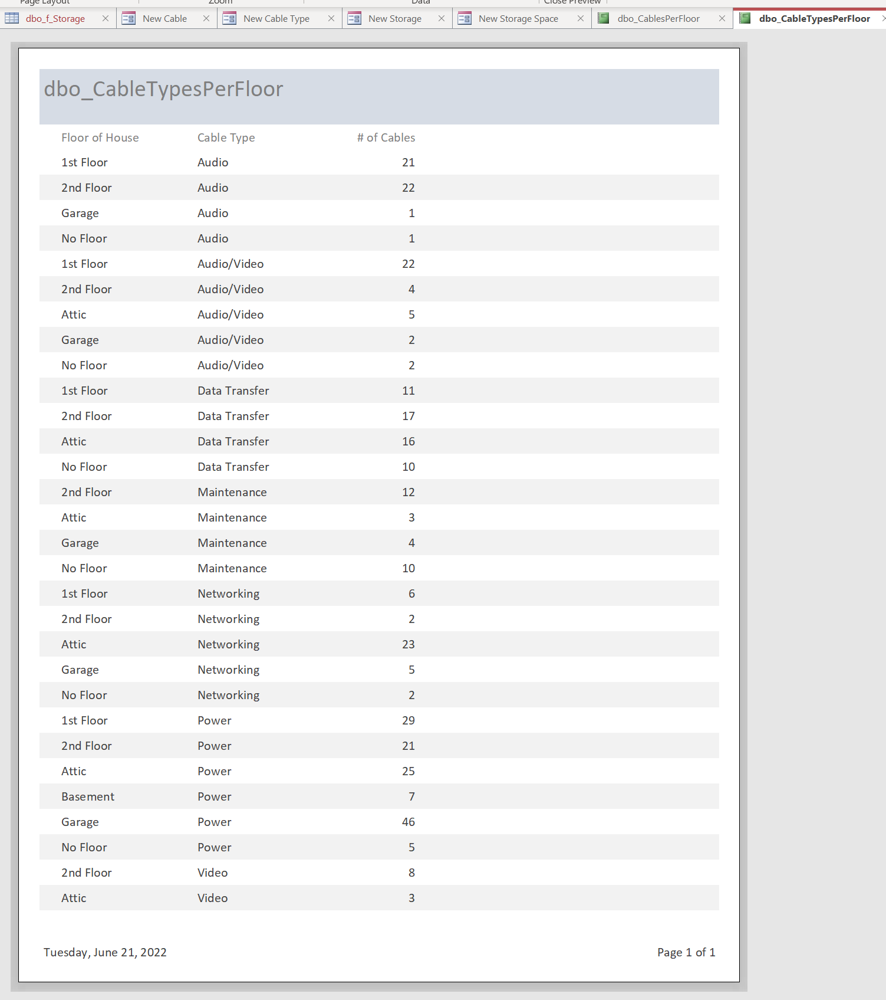 Page Layout Zoom Data Close Preview
dbo_f_Storage New Cable New Cable Type New Storage New Storage Space dbo_CablesPerFloor dbo_CableTypesPerFloor
dbo_CableTypesPerFloor
Floor of House Cable Type # of Cables
1st Floor Audio 21
2nd Floor Audio 22
Garage Audio 1
No Floor Audio 1
1st Floor Audio/Video 22
2nd Floor Audio/Video 4
Attic Audio/Video 5
Garage Audio/Video 2
No Floor Audio/Video 2
1st Floor Data Transfer 11
2nd Floor Data Transfer 17
Attic Data Transfer 16
No Floor Data Transfer 10
2nd Floor Maintenance 12
Attic Maintenance 3
Garage Maintenance 4
No Floor Maintenance 10
1st Floor Networking 6
2nd Floor Networking 2
Attic Networking 23
Garage Networking 5
No Floor Networking 2
1st Floor Power 29
2nd Floor Power 21
Attic Power 25
Basement Power 7
Garage Power 46
No Floor Power 5
2nd Floor Video 8
Attic Video 3
Tuesday, June 21, 2022 Page 1 of 1